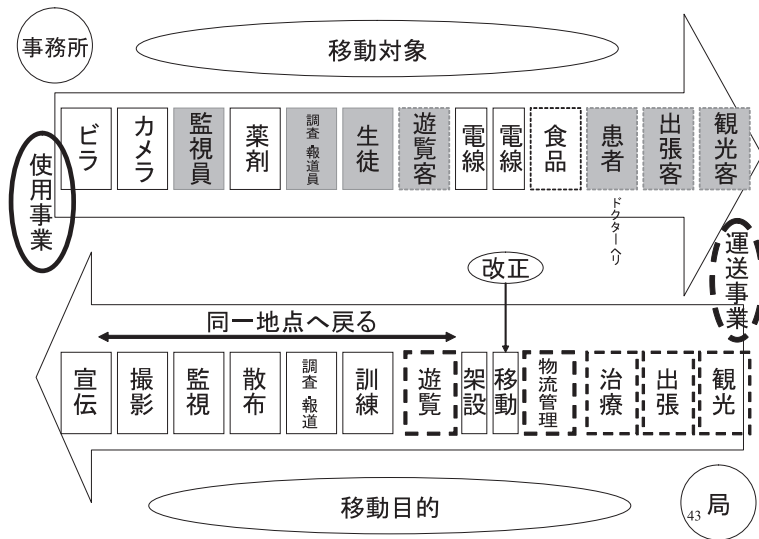 事務所
移動対象
ビラ
カメラ
監視員
薬剤
調査・報道員
生徒
遊覧客
電線
電線
食品
患者
出張客
観光客
使用事業
ドクターヘリ
運送事業
改正
同一地点へ戻る
宣伝
撮影
監視
散布
調査・報道
訓練
遊覧
架設
移動
物流管理
治療
出張
観光
移動目的
43
局